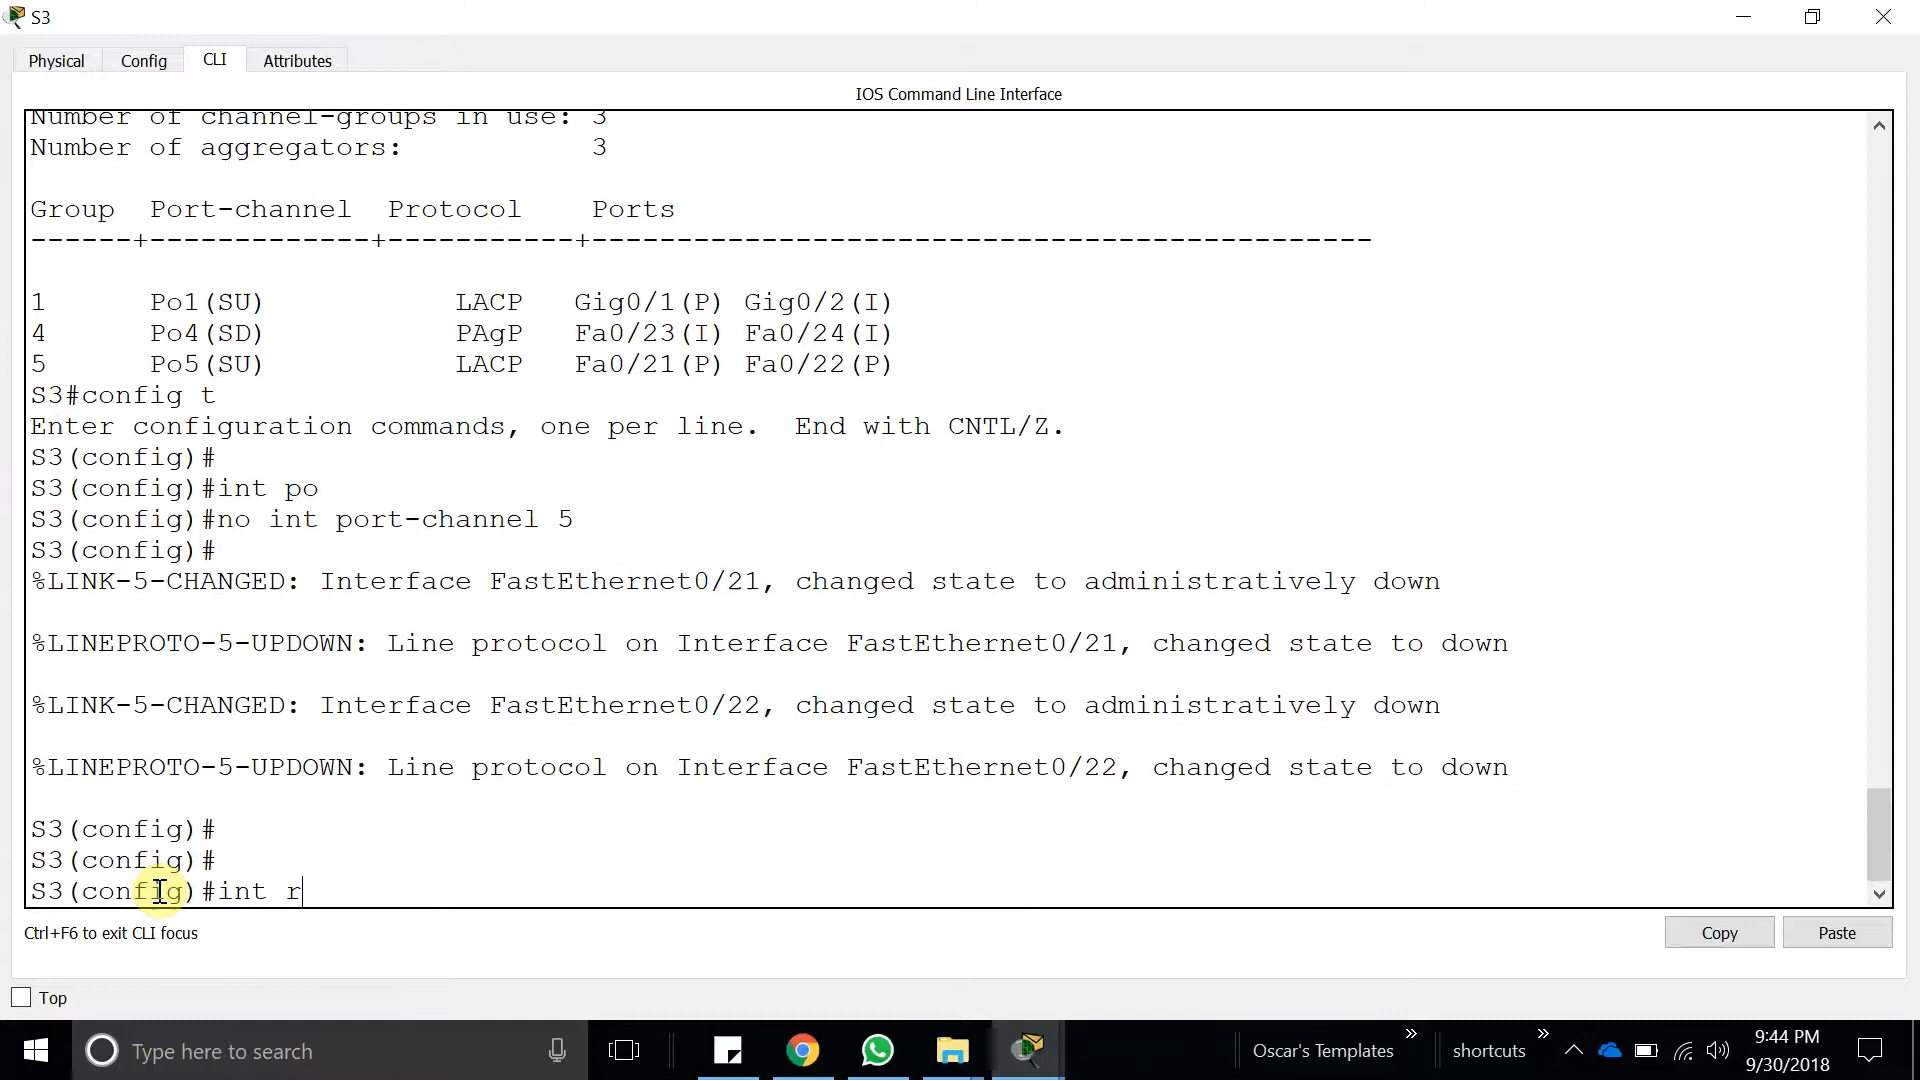 S3
Physical
Config
CLI
Attributes
IOS Command Line Interface
Number of channel-groups in use: 3
Number of aggregators:           3
Group  Port-channel  Protocol    Ports
------+-------------+-----------+----------------------------------------------
1      Po1(SU)           LACP   Gig0/1(P) Gig0/2(I)
4      Po4(SD)           PAgP   Fa0/23(I) Fa0/24(I)
5      Po5(SU)           LACP   Fa0/21(P) Fa0/22(P)
S3#config t
Enter configuration commands, one per line.  End with CNTL/Z.
S3(config)#
S3(config)#int po
S3(config)#no int port-channel 5
S3(config)#
%LINK-5-CHANGED: Interface FastEthernet0/21, changed state to administratively down
%LINEPROTO-5-UPDOWN: Line protocol on Interface FastEthernet0/21, changed state to down
%LINK-5-CHANGED: Interface FastEthernet0/22, changed state to administratively down
%LINEPROTO-5-UPDOWN: Line protocol on Interface FastEthernet0/22, changed state to down
S3(config)#
S3(config)#
S3(config)#int r
Ctrl+F6 to exit CLI focus
Copy
Paste
Top
Type here to search
Oscar's Templates
shortcuts
9:44 PM
9/30/2018